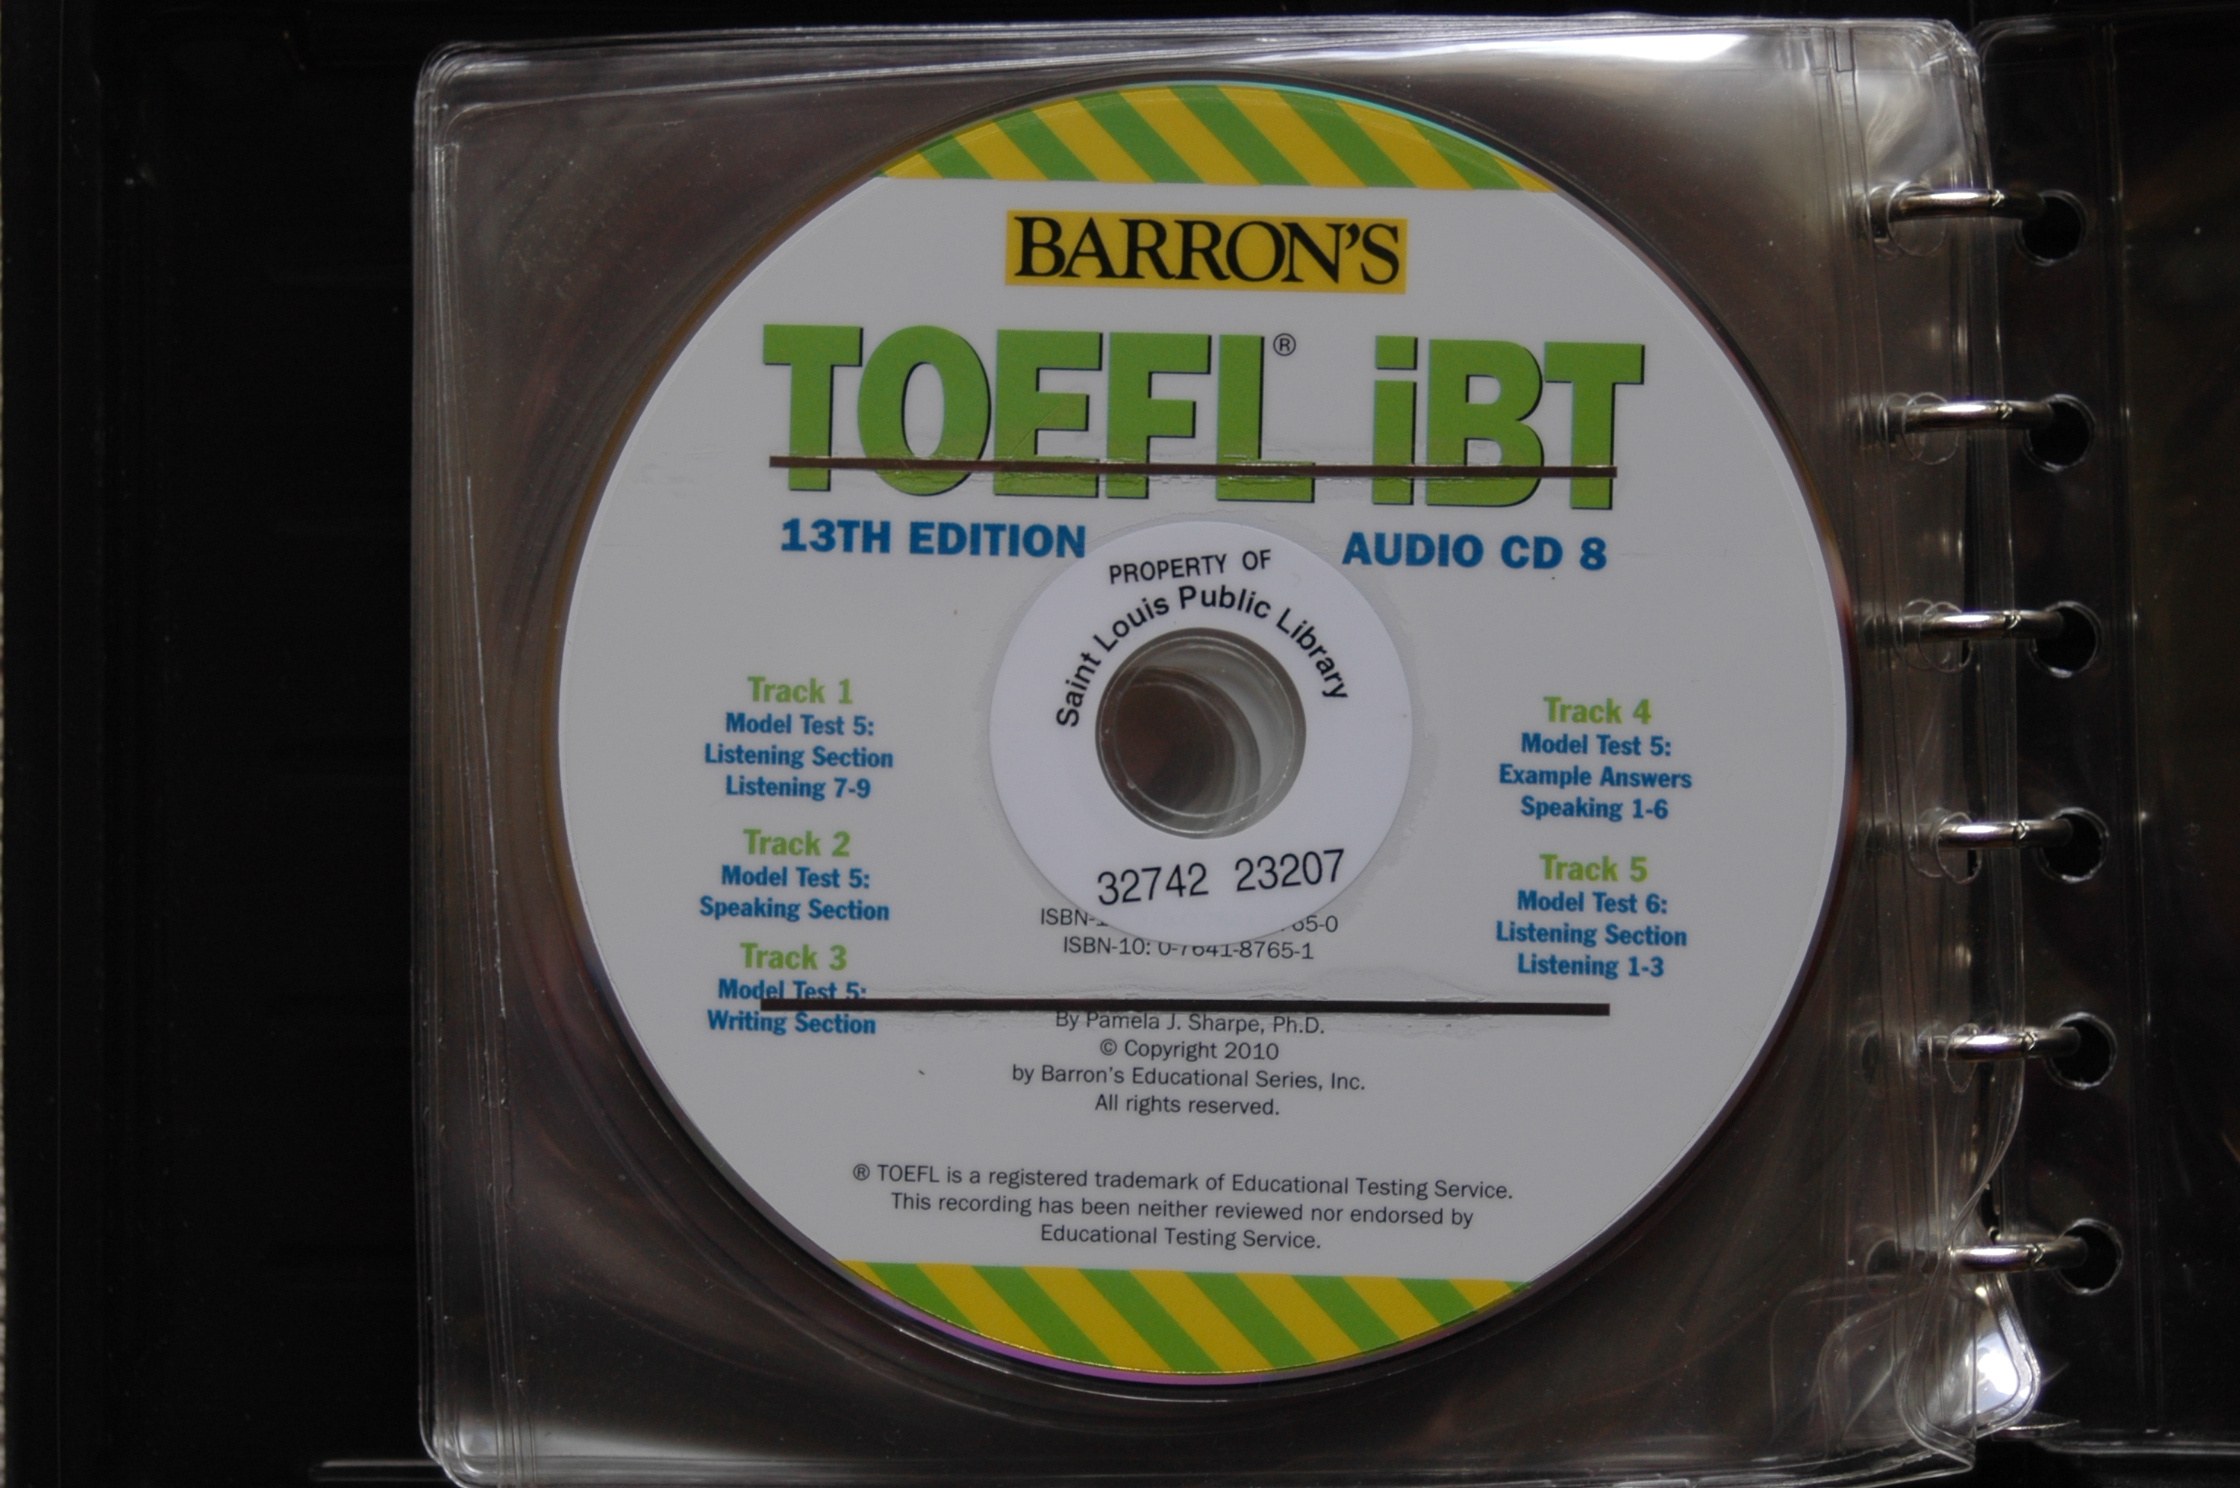 BARRON'S
TOEFL® iBT
13TH EDITION
AUDIO CD 8
PROPERTY OF
Saint Louis Public Library
32742 23207
Track 1
Model Test 5:
Listening Section
Listening 7-9
Track 2
Model Test 5:
Speaking Section
Track 3
Model Test 5:
Writing Section
Track 4
Model Test 5:
Example Answers
Speaking 1-6
Track 5
Model Test 6:
Listening Section
Listening 1-3
ISBN-10: 0-7641-8765-1
By Pamela J. Sharpe, Ph.D.
© Copyright 2010
by Barron's Educational Series, Inc.
All rights reserved.
® TOEFL is a registered trademark of Educational Testing Service.
This recording has been neither reviewed nor endorsed by
Educational Testing Service.